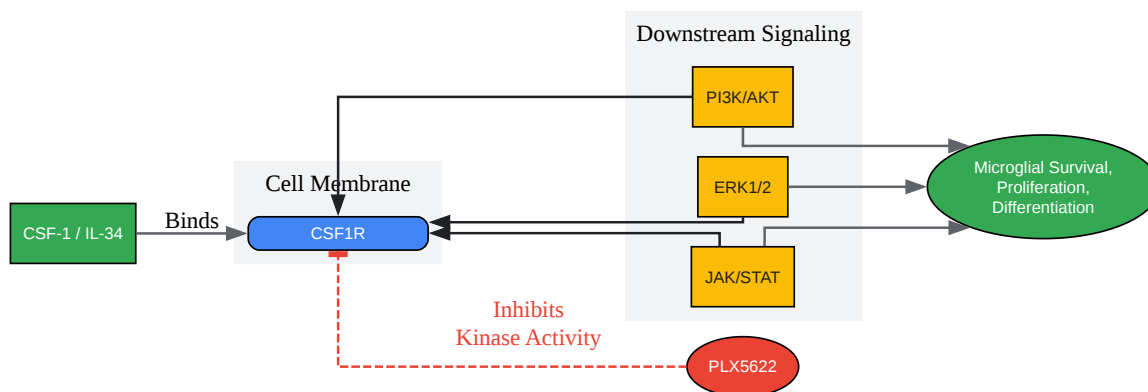 Downstream Signaling
PI3K/AKT
Microglial Survival,
Proliferation,
Differentiation
ERK1/2
Cell Membrane
CSF-1 / IL-34
Binds
CSF1R
JAK/STAT
Inhibits
Kinase Activity
PLX5622